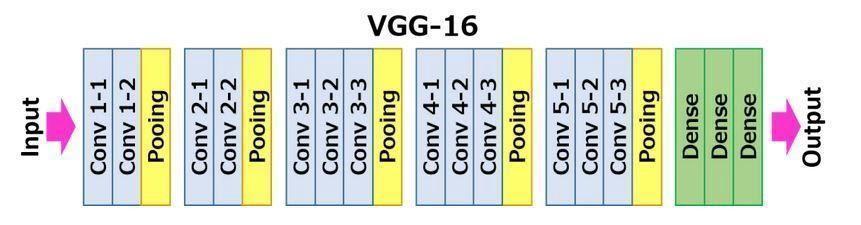 VGG-16
Input
Conv 1-1
Conv 1-2
Pooing
Conv 2-1
Conv 2-2
Pooing
Conv 3-1
Conv 3-2
Conv 3-3
Pooing
Conv 4-1
Conv 4-2
Conv 4-3
Pooing
Conv 5-1
Conv 5-2
Conv 5-3
Pooing
Dense
Dense
Dense
Output